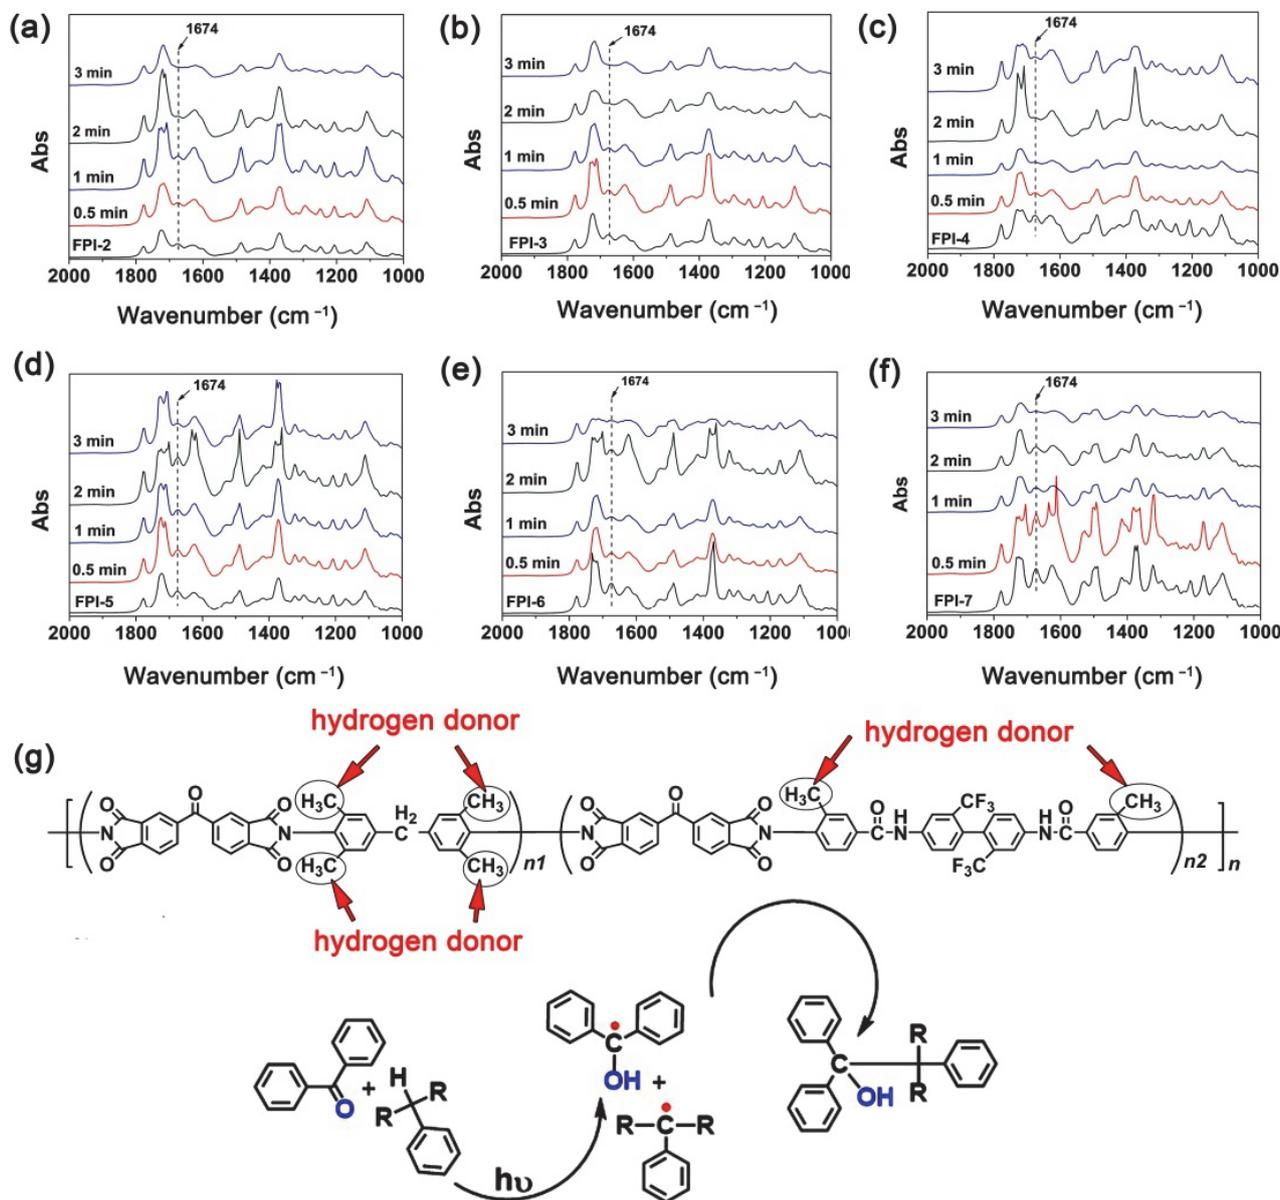 (a)
1674
3 min
2 min
1 min
0.5 min
FPI-2
Abs
2000 1800 1600 1400 1200 1000
Wavenumber (cm⁻¹)
(b)
1674
3 min
2 min
1 min
0.5 min
FPI-3
Abs
2000 1800 1600 1400 1200 1000
Wavenumber (cm⁻¹)
(c)
1674
3 min
2 min
1 min
0.5 min
FPI-4
Abs
2000 1800 1600 1400 1200 1000
Wavenumber (cm⁻¹)
(d)
1674
3 min
2 min
1 min
0.5 min
FPI-5
Abs
2000 1800 1600 1400 1200 1000
Wavenumber (cm⁻¹)
(e)
1674
3 min
2 min
1 min
0.5 min
FPI-6
Abs
2000 1800 1600 1400 1200 100
Wavenumber (cm⁻¹)
(f)
1674
3 min
2 min
1 min
0.5 min
FPI-7
Abs
2000 1800 1600 1400 1200 1000
Wavenumber (cm⁻¹)
(g)
hydrogen donor
hydrogen donor
O O O H3C CH3 O O O H3C CF3 O CH3
N N C H2 N N C NH HN C
O O H3C CH3 n1 O O F3C n2 n
hydrogen donor
O + H R R
hυ
C OH +
R–C–R
C OH R R